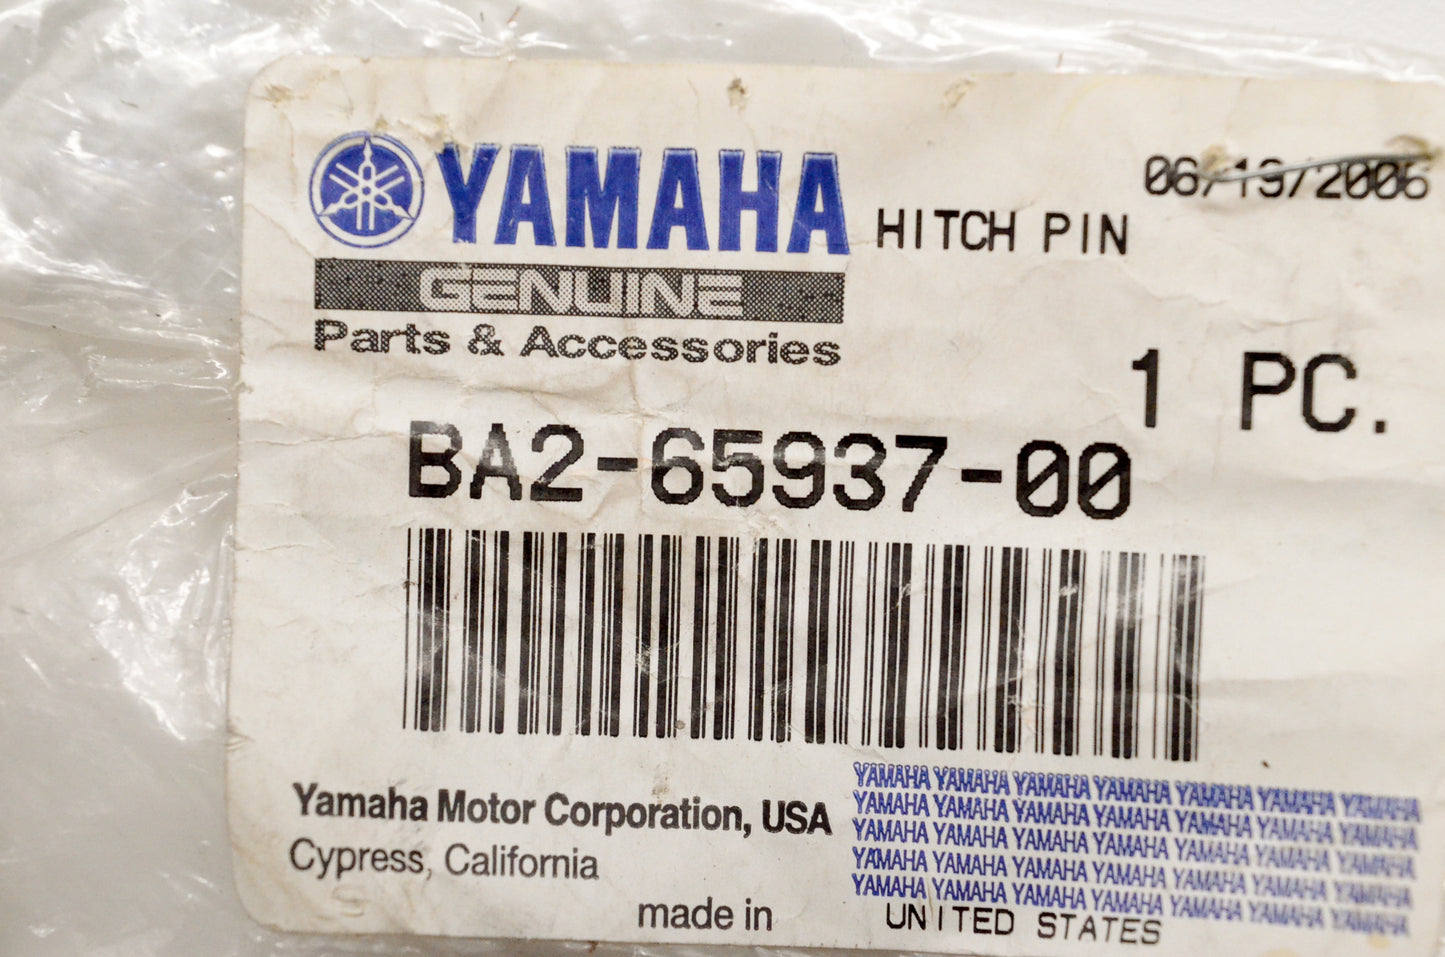 YAMAHA
06/19/2006
HITCH PIN
GENUINE
Parts & Accessories
1 PC.
BA2-65937-00
Yamaha Motor Corporation, USA
Cypress, California
YAMAHA YAMAHA YAMAHA YAMAHA YAMAHA YAMAHA YAMAHA
YAMAHA YAMAHA YAMAHA YAMAHA YAMAHA YAMAHA YAMAHA
YAMAHA YAMAHA YAMAHA YAMAHA YAMAHA YAMAHA YAMAHA
YAMAHA YAMAHA YAMAHA YAMAHA YAMAHA YAMAHA YAMAHA
YAMAHA YAMAHA YAMAHA YAMAHA YAMAHA YAMAHA YAMAHA
made in UNITED STATES